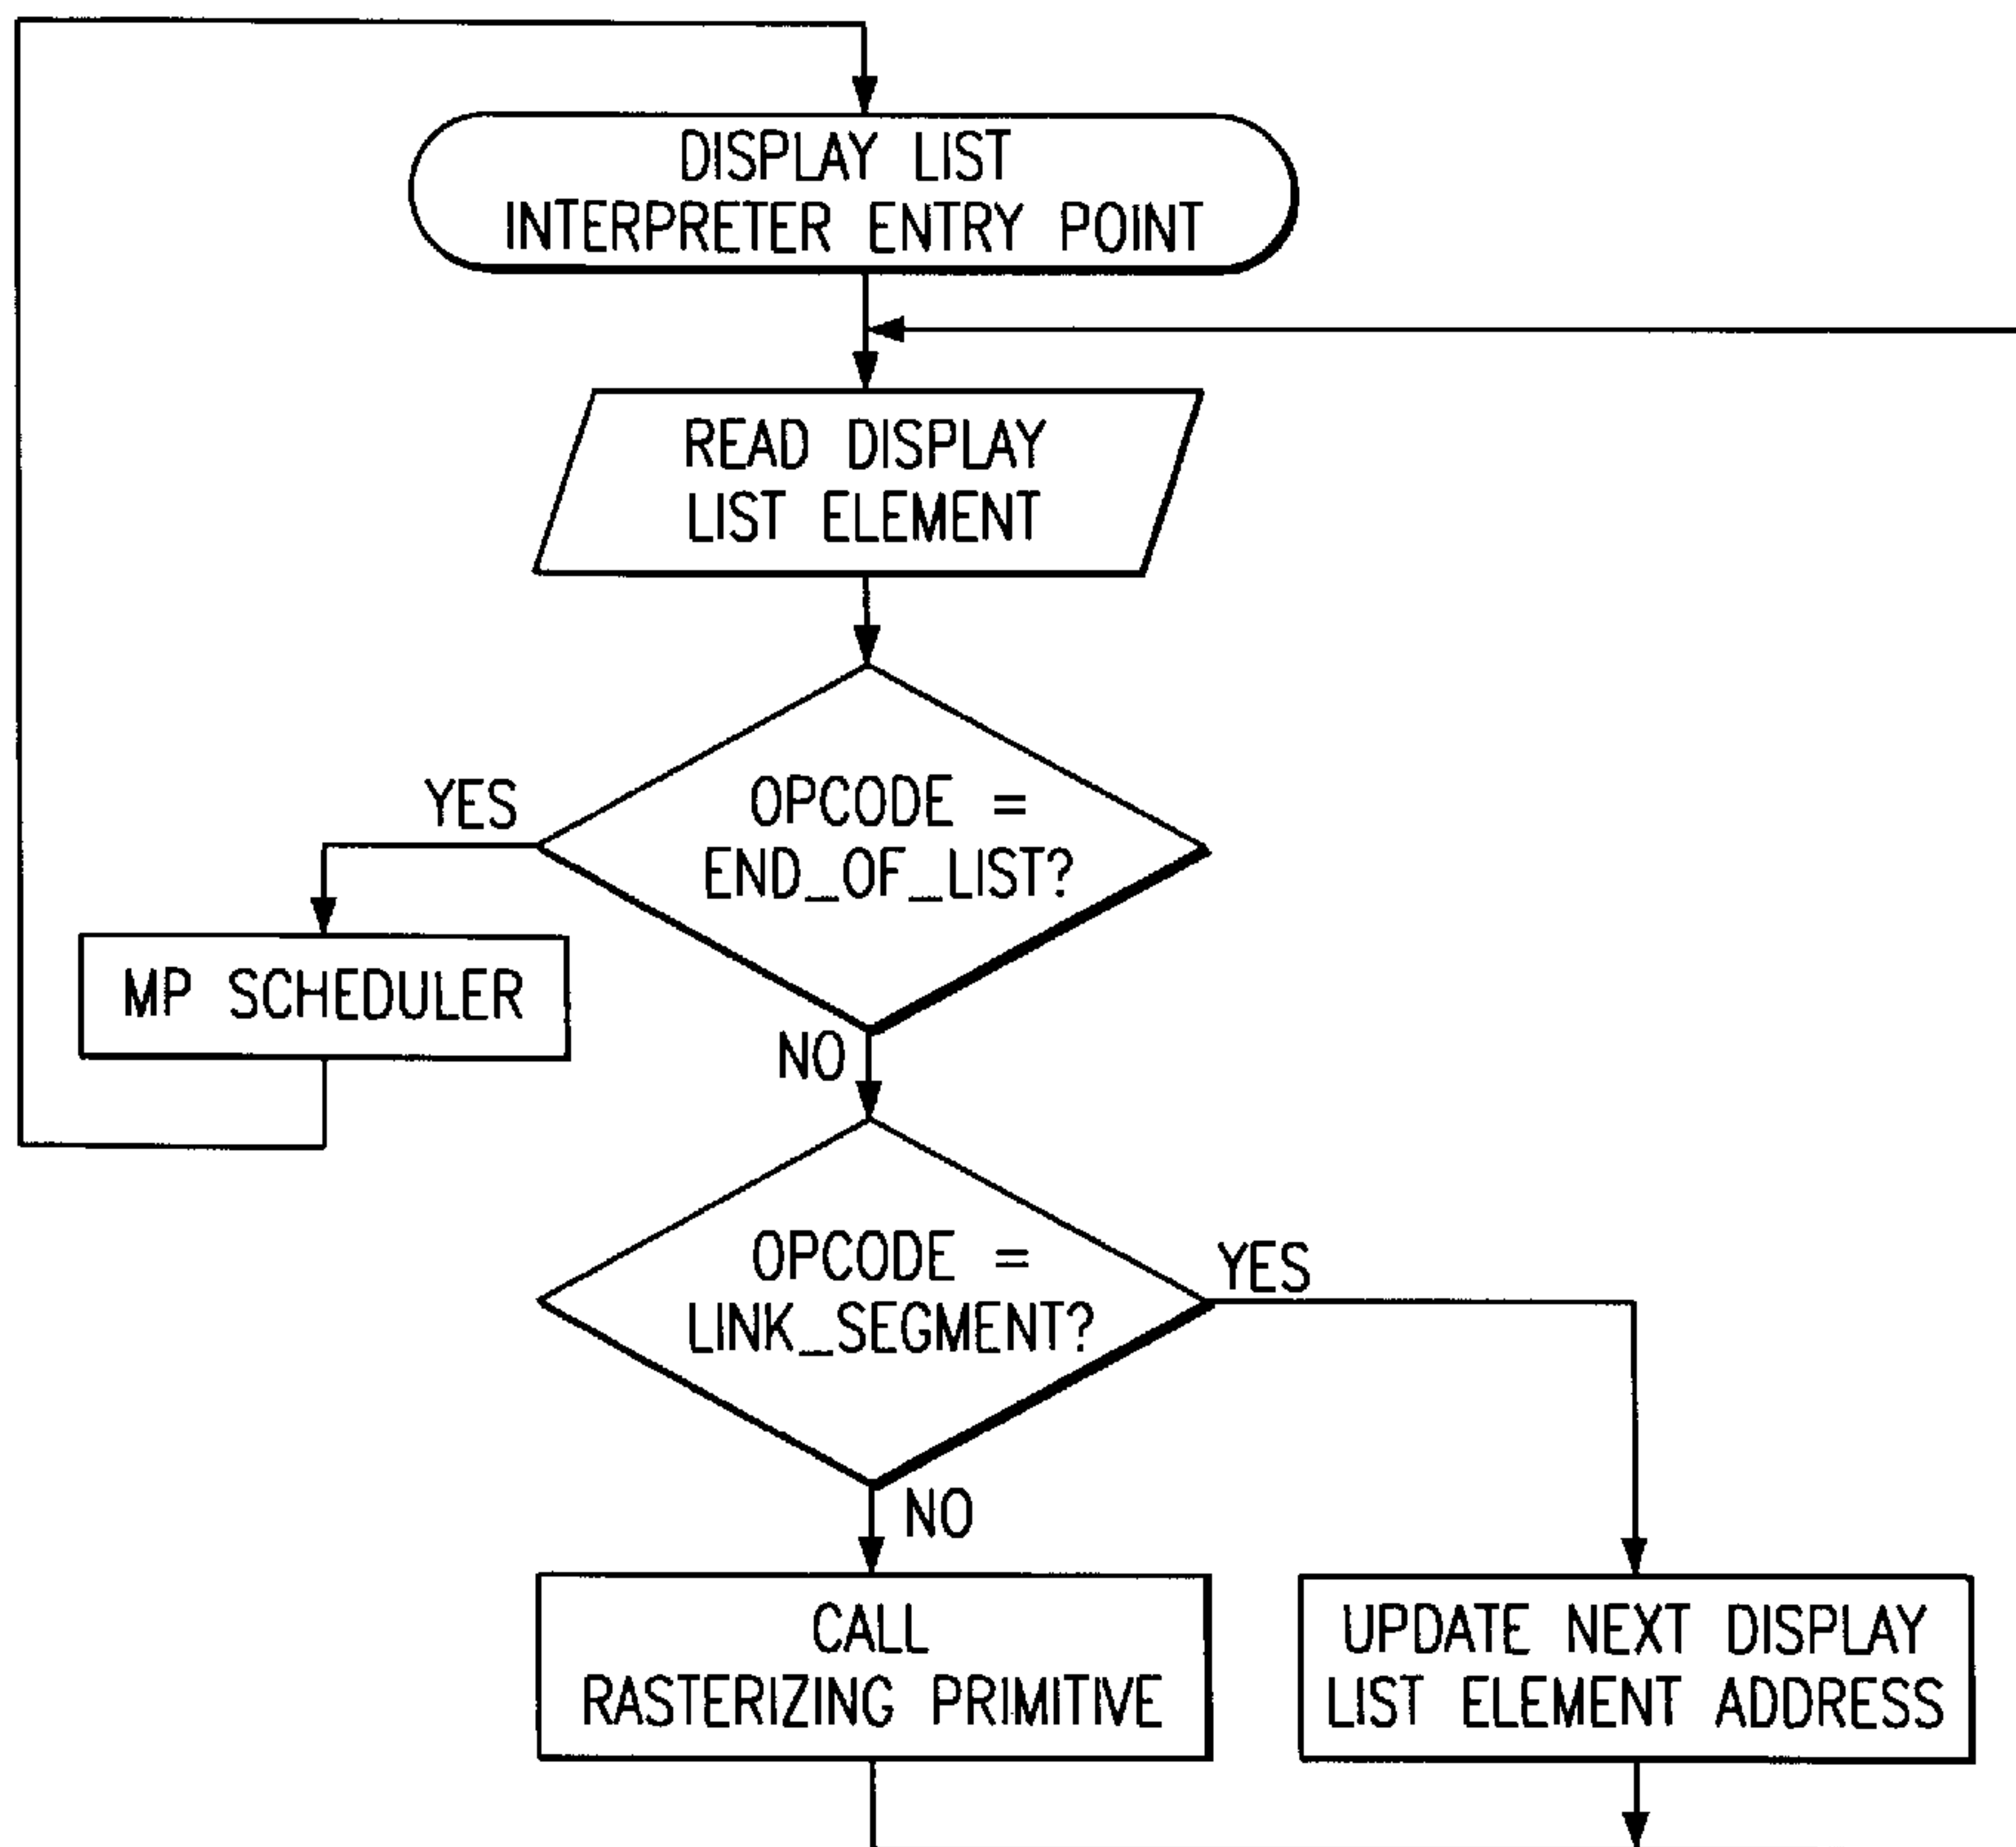 DISPLAY LIST
INTERPRETER ENTRY POINT
READ DISPLAY
LIST ELEMENT
YES
OPCODE =
END_OF_LIST?
MP SCHEDULER
NO
OPCODE =
LINK_SEGMENT?
YES
NO
CALL
RASTERIZING PRIMITIVE
UPDATE NEXT DISPLAY
LIST ELEMENT ADDRESS